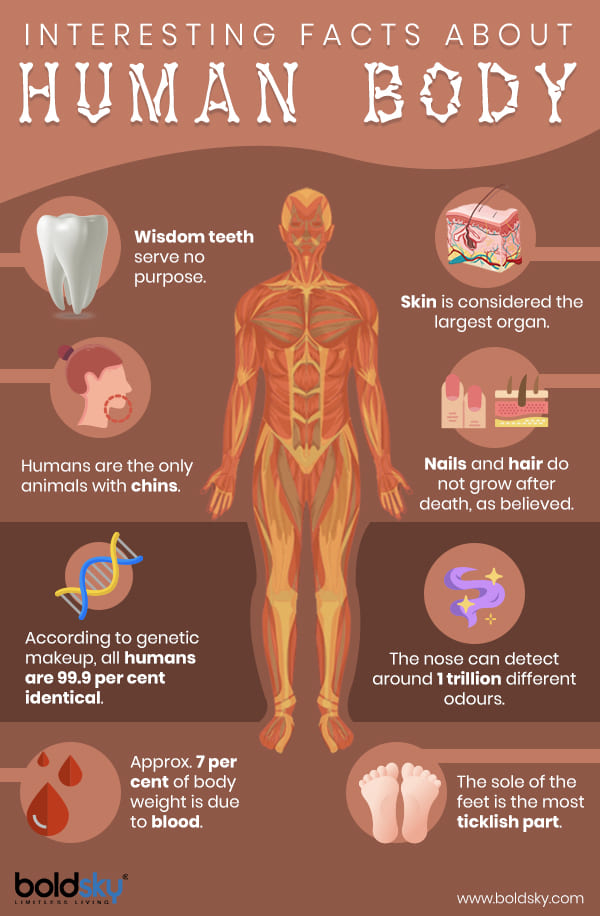 INTERESTING FACTS ABOUT
HUMAN BODY
Wisdom teeth
serve no
purpose.
Skin is considered the
largest organ.
Humans are the only
animals with chins.
Nails and hair do
not grow after
death, as believed.
According to genetic
makeup, all humans
are 99.9 per cent
identical.
The nose can detect
around 1 trillion different
odours.
Approx. 7 per
cent of body
weight is due
to blood.
The sole of the
feet is the most
ticklish part.
boldsky®
LIMITLESS LIVING
www.boldsky.com